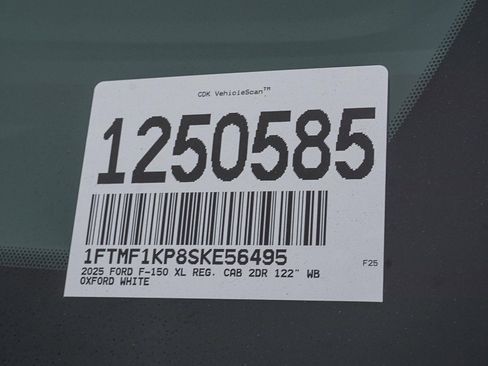 CDK VehicleScan™
1250585
1FTMF1KP8SKE56495
F25
2025 FORD F-150 XL REG. CAB 2DR 122" WB
OXFORD WHITE